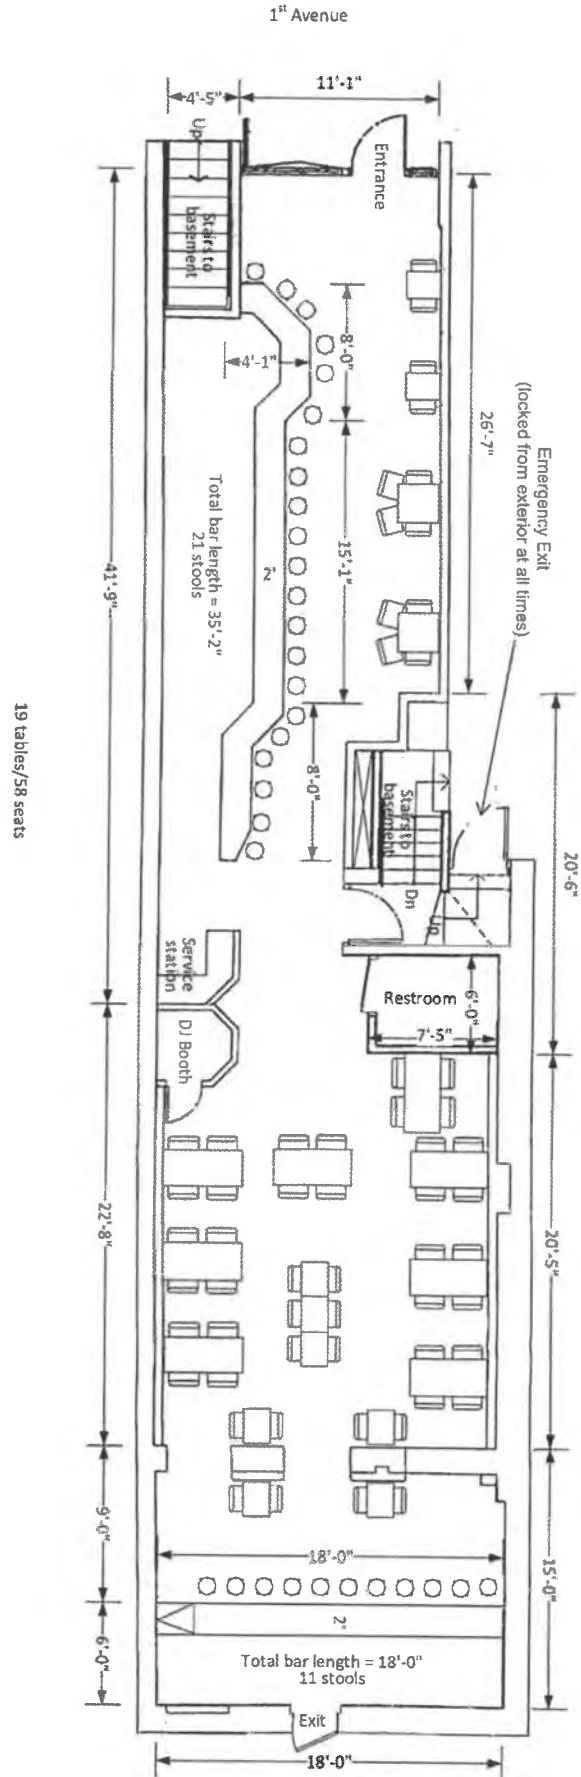 1st Avenue
11'-1"
4'-5"
Up
Entrance
Stairs to
basement
8'-0"
4'-1"
26'-7"
Emergency Exit
(locked from exterior at all times)
Total bar length = 35'-2"
21 stools
15'-1"
2"
41'-9"
8'-0"
19 tables/58 seats
Stairs to
basement
Dn
Up
20'-6"
Service
station
Restroom
6'-0"
7'-5"
DJ Booth
22'-8"
20'-5"
9'-0"
18'-0"
15'-0"
2"
6'-0"
Total bar length = 18'-0"
11 stools
Exit
18'-0"